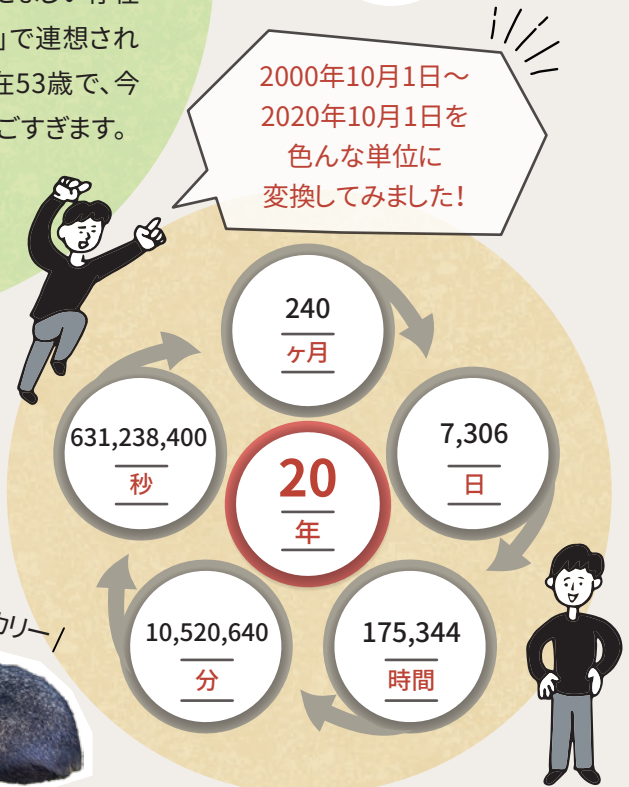 」で連想され
在53歳で、今
ごすぎます。
2000年10月1日〜
2020年10月1日を
色んな単位に
変換してみました!
240
ヶ月
7,306
日
175,344
時間
10,520,640
分
631,238,400
秒
20
年
カリー